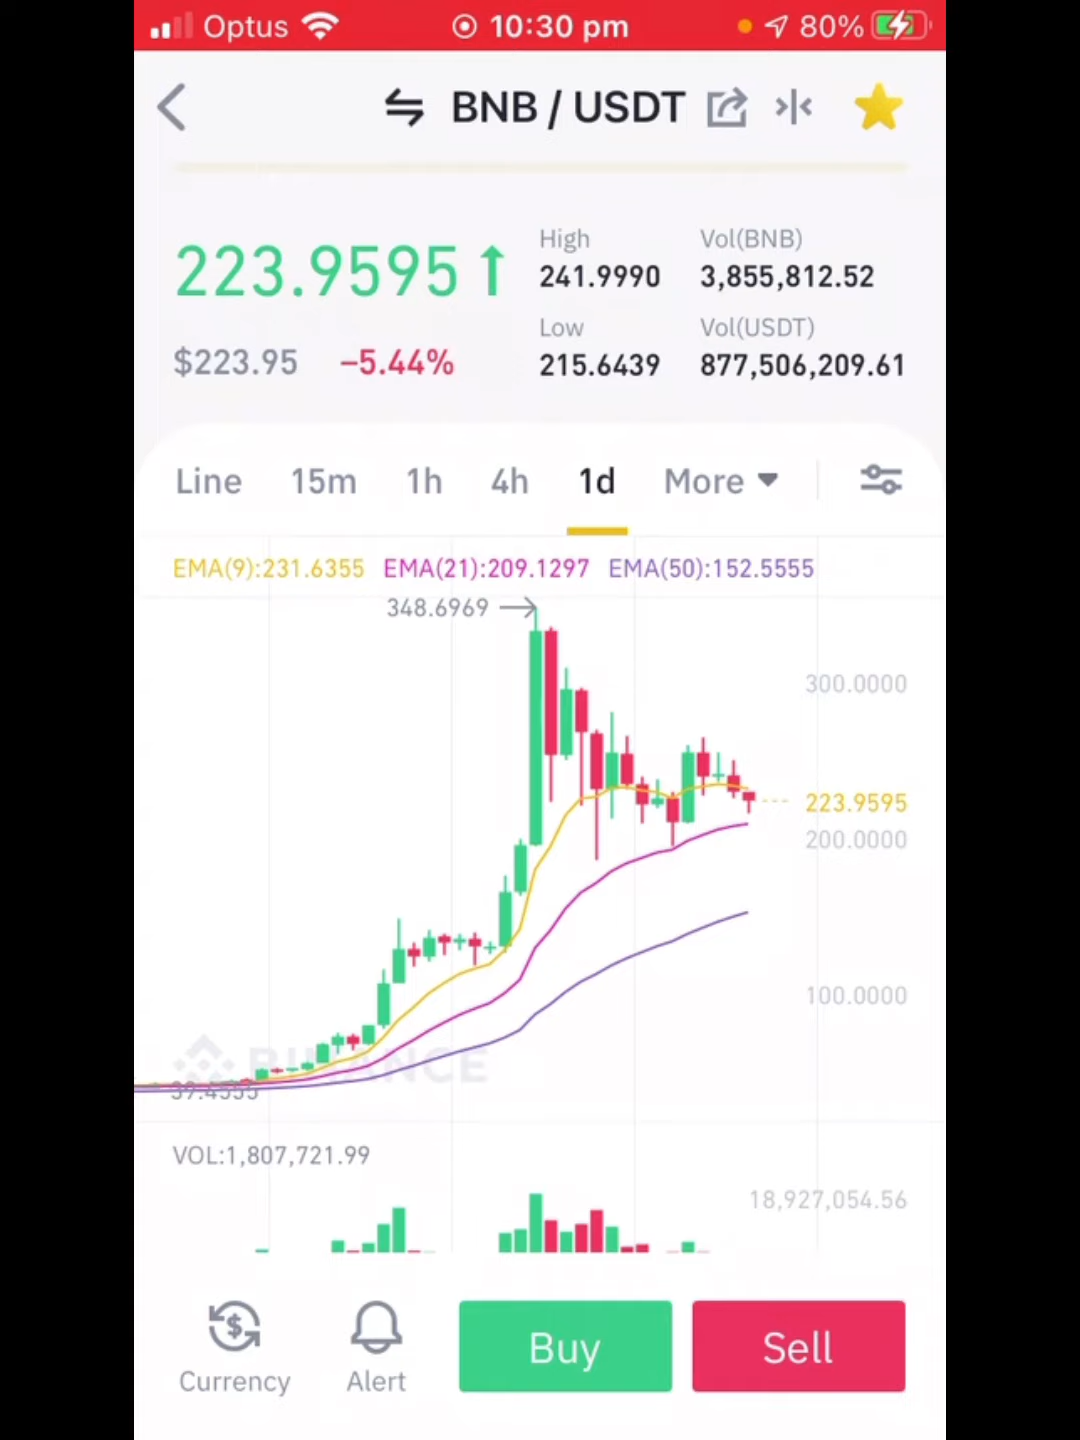 Optus 10:30 pm 80%
BNB / USDT
223.9595
High
241.9990
Vol(BNB)
3,855,812.52
$223.95 -5.44%
Low
215.6439
Vol(USDT)
877,506,209.61
Line 15m 1h 4h 1d More
EMA(9):231.6355 EMA(21):209.1297 EMA(50):152.5555
348.6969
300.0000
223.9595
200.0000
100.0000
BINANCE
VOL:1,807,721.99
18,927,054.56
Currency Alert Buy Sell